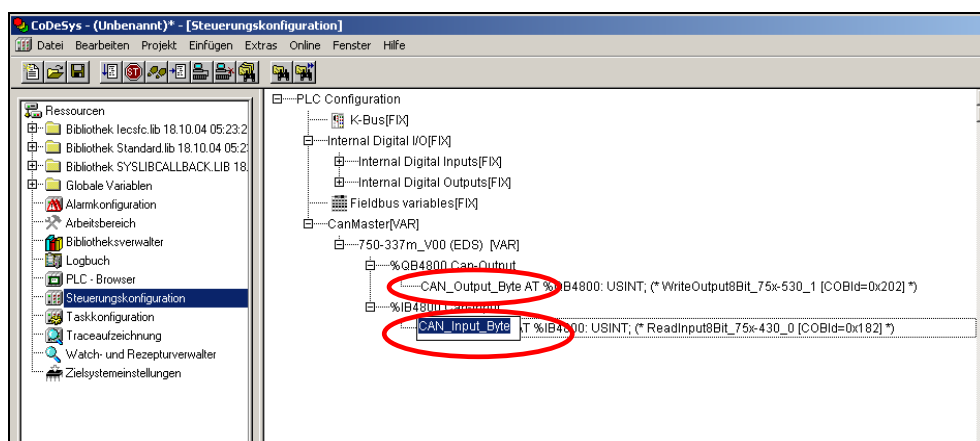 CoDeSys - (Unbenannt)* - [Steuerungskonfiguration]
Datei Bearbeiten Projekt Einfügen Extras Online Fenster Hilfe
Ressourcen
Bibliothek Iecsfc.lib 18.10.04 05:23:2
Bibliothek Standard.lib 18.10.04 05:2
Bibliothek SYSLIBCALLBACK.LIB 18.
Globale Variablen
Alarmkonfiguration
Arbeitsbereich
Bibliotheksverwalter
Logbuch
PLC - Browser
Steuerungskonfiguration
Taskkonfiguration
Traceaufzeichnung
Watch- und Rezepturverwalter
Zielsystemeinstellungen
PLC Configuration
K-Bus[FIX]
Internal Digital I/O[FIX]
Internal Digital Inputs[FIX]
Internal Digital Outputs[FIX]
Fieldbus variables[FIX]
CanMaster[VAR]
750-337m_V00 (EDS) [VAR]
%QB4800 Can-Output
CAN_Output_Byte AT %QB4800: USINT; (* WriteOutput8Bit_75x-530_1 [COBId=0x202] *)
%IB4800 Can-Input
CAN_Input_Byte AT %IB4800: USINT; (* ReadInput8Bit_75x-430_0 [COBId=0x182] *)